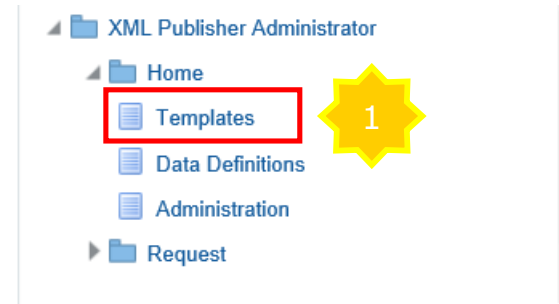 XML Publisher Administrator
Home
Templates
1
Data Definitions
Administration
Request